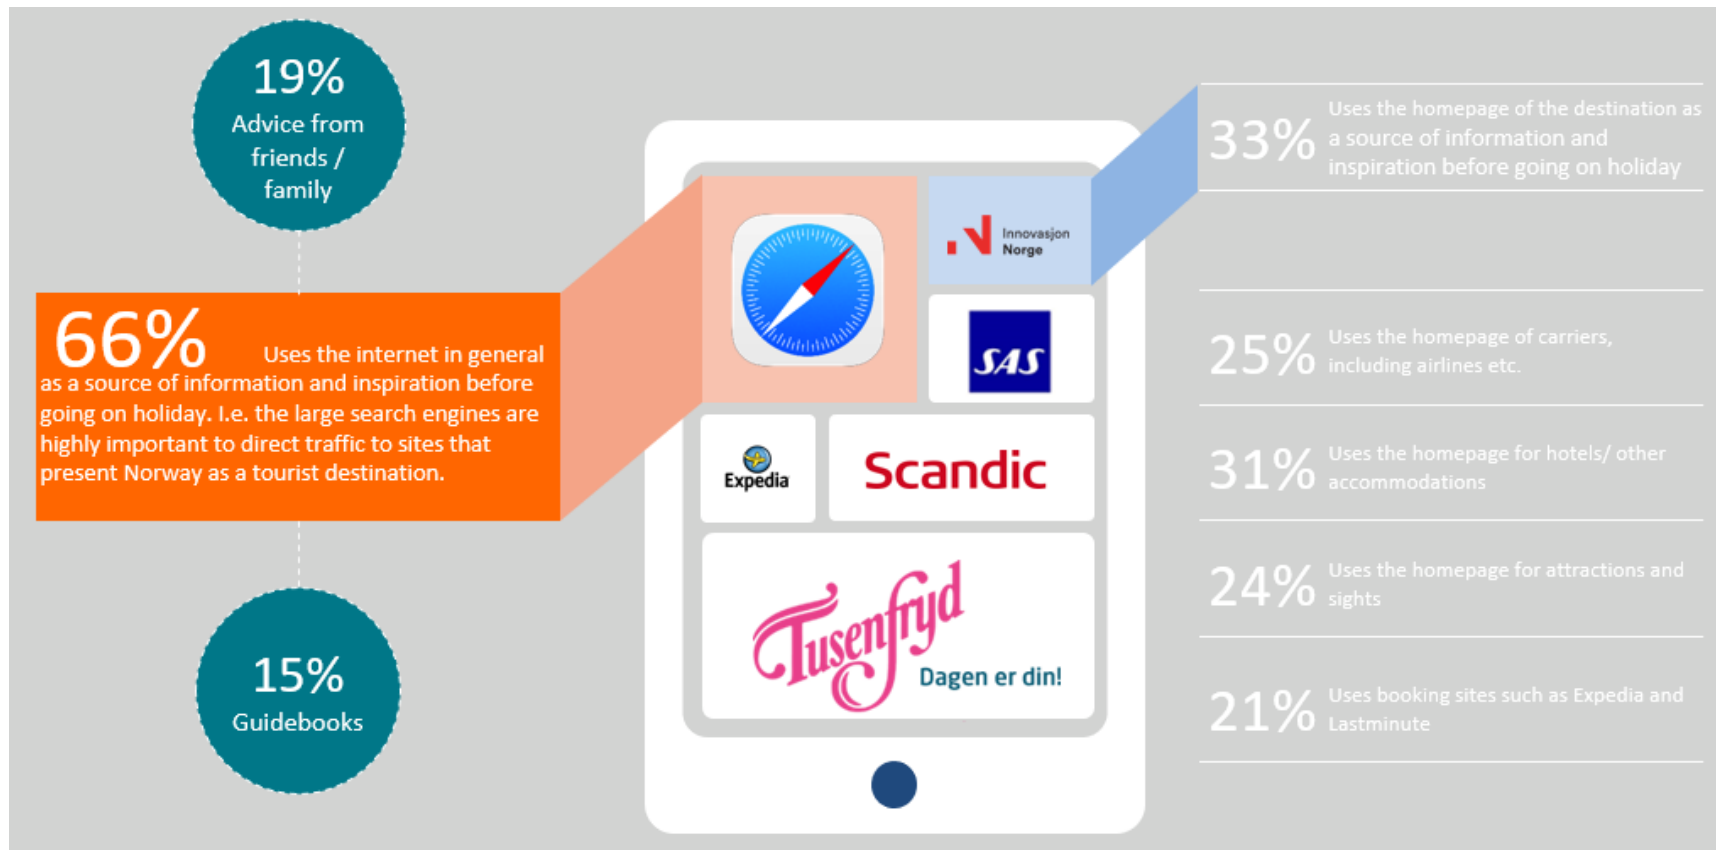 19%
Advice from
friends /
family
66% Uses the internet in general
as a source of information and inspiration before
going on holiday. I.e. the large search engines are
highly important to direct traffic to sites that
present Norway as a tourist destination.
15%
Guidebooks
Innovasjon
Norge
SAS
Expedia
Scandic
Tusenfryd
Dagen er din!
33%
Uses the homepage of the destination as
a source of information and
inspiration before going on holiday
25%
Uses the homepage of carriers,
including airlines etc.
31%
Uses the homepage for hotels/ other
accommodations
24%
Uses the homepage for attractions and
sights
21%
Uses booking sites such as Expedia and
Lastminute